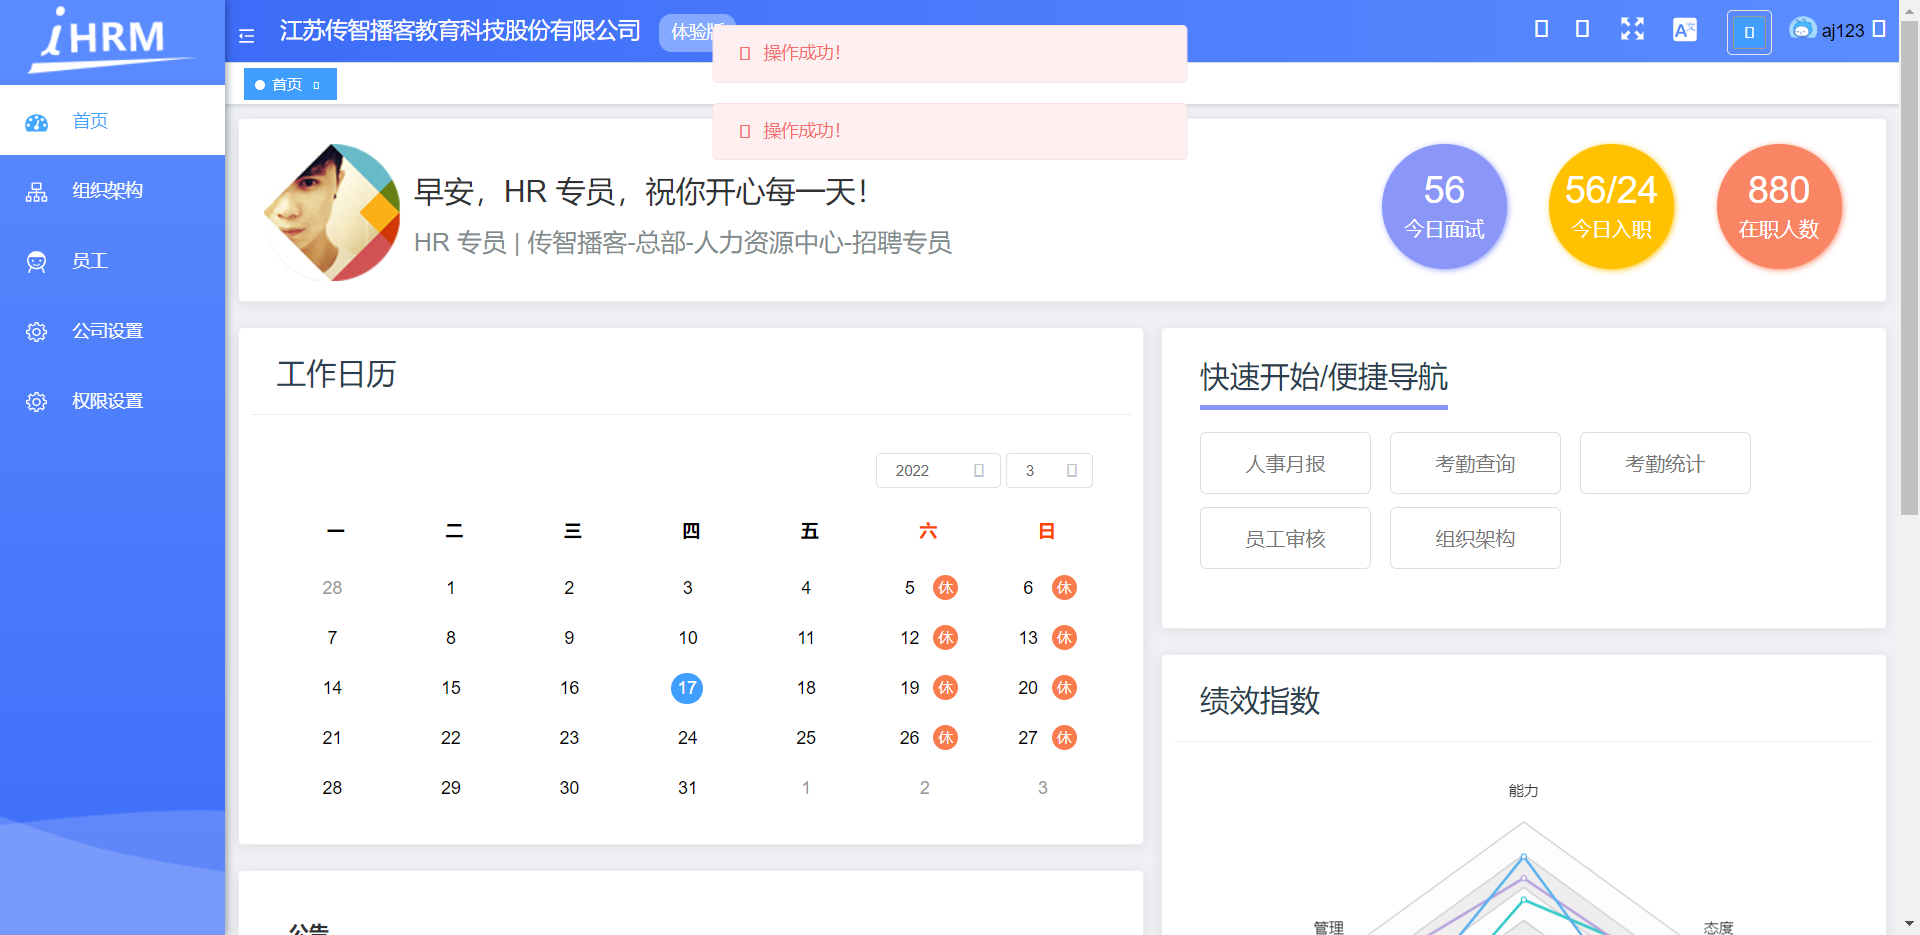 iHRM
江苏传智播客教育科技股份有限公司
操作成功！
操作成功！
A文
aj123
首页
首页
组织架构
员工
公司设置
权限设置
早安，HR 专员，祝你开心每一天！
HR 专员 | 传智播客-总部-人力资源中心-招聘专员
56
今日面试
56/24
今日入职
880
在职人数
工作日历
2022 3
一 二 三 四 五 六 日
28 1 2 3 4 5 休 6 休
7 8 9 10 11 12 休 13 休
14 15 16 17 18 19 休 20 休
21 22 23 24 25 26 休 27 休
28 29 30 31 1 2 3
公告
快速开始/便捷导航
人事月报 考勤查询 考勤统计
员工审核 组织架构
绩效指数
能力
管理 态度